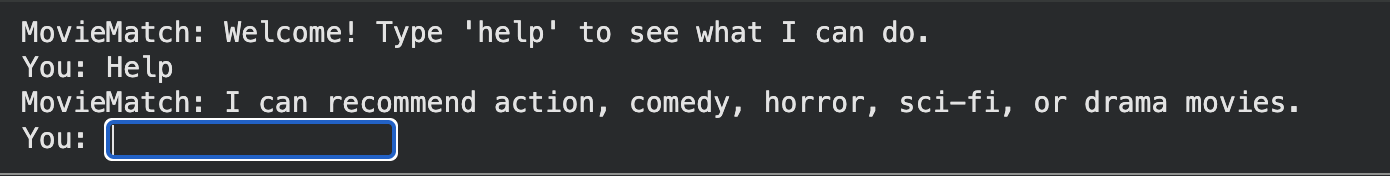 MovieMatch: Welcome! Type 'help' to see what I can do.
You: Help
MovieMatch: I can recommend action, comedy, horror, sci-fi, or drama movies.
You: